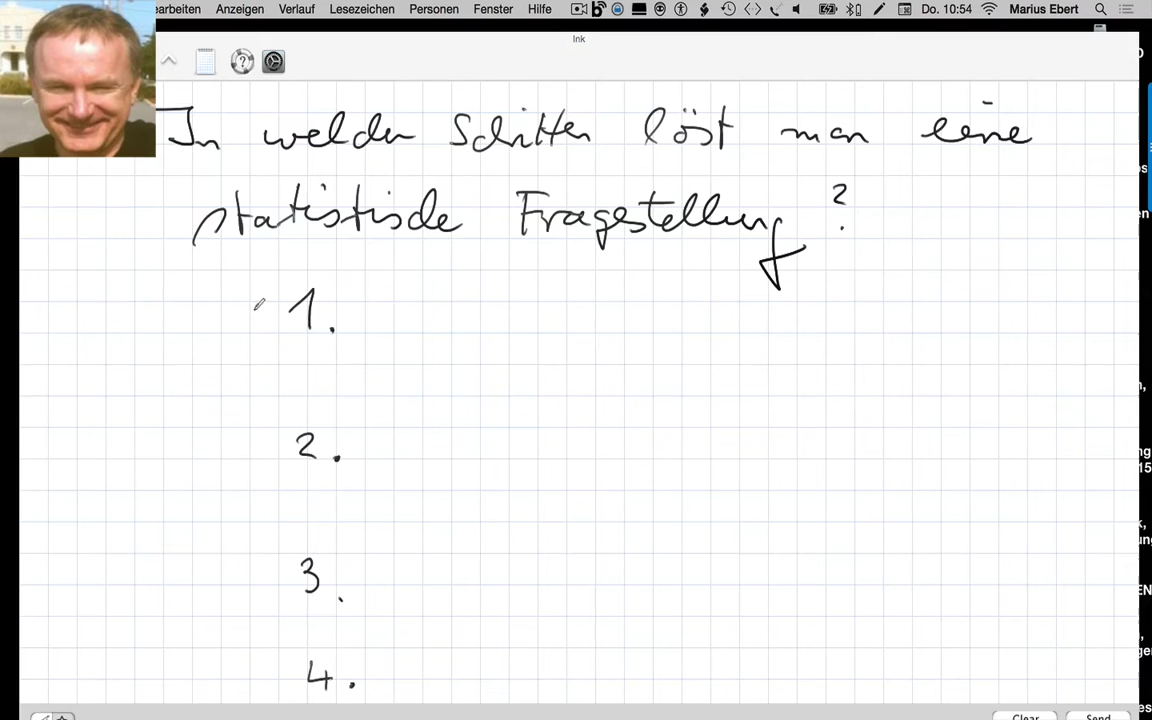 earbeiten Anzeigen Verlauf Lesezeichen Personen Fenster Hilfe Do. 10:54 Marius Ebert
Ink
In welchen Schritten löst man eine
statistische Fragestellung?
1.
2.
3.
4.
Clear Send